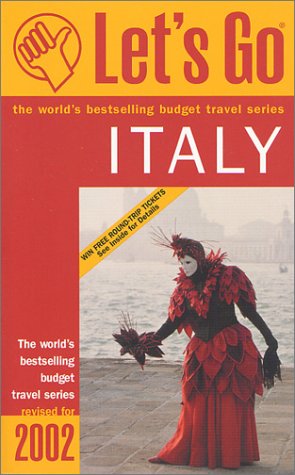 Let's Go®
the world's bestselling budget travel series
ITALY
WIN FREE ROUND-TRIP TICKETS
See Inside for Details
The world's
bestselling
budget
travel series
revised for
2002